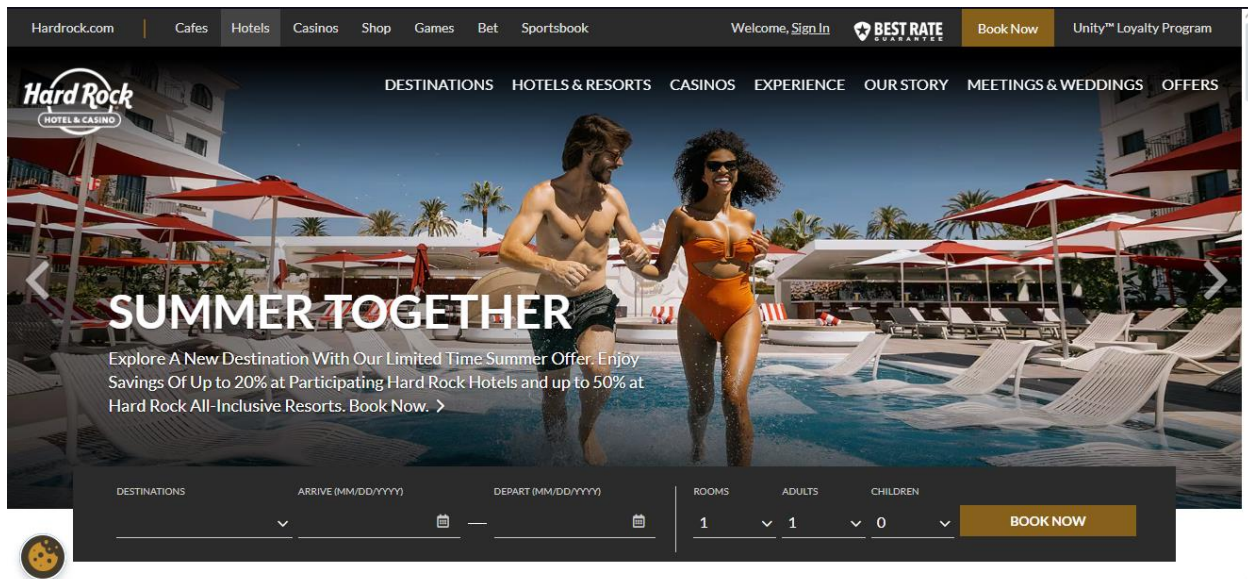 Hardrock.com | Cafes Hotels Casinos Shop Games Bet Sportsbook Welcome, Sign In BEST RATE GUARANTEE Book Now Unity™ Loyalty Program
Hard Rock
HOTEL & CASINO
DESTINATIONS HOTELS & RESORTS CASINOS EXPERIENCE OUR STORY MEETINGS & WEDDINGS OFFERS
SUMMER TOGETHER
Explore A New Destination With Our Limited Time Summer Offer. Enjoy
Savings Of Up to 20% at Participating Hard Rock Hotels and up to 50% at
Hard Rock All-Inclusive Resorts. Book Now. >
DESTINATIONS ARRIVE (MM/DD/YYYY) DEPART (MM/DD/YYYY) ROOMS ADULTS CHILDREN
— 1 1 0 BOOK NOW